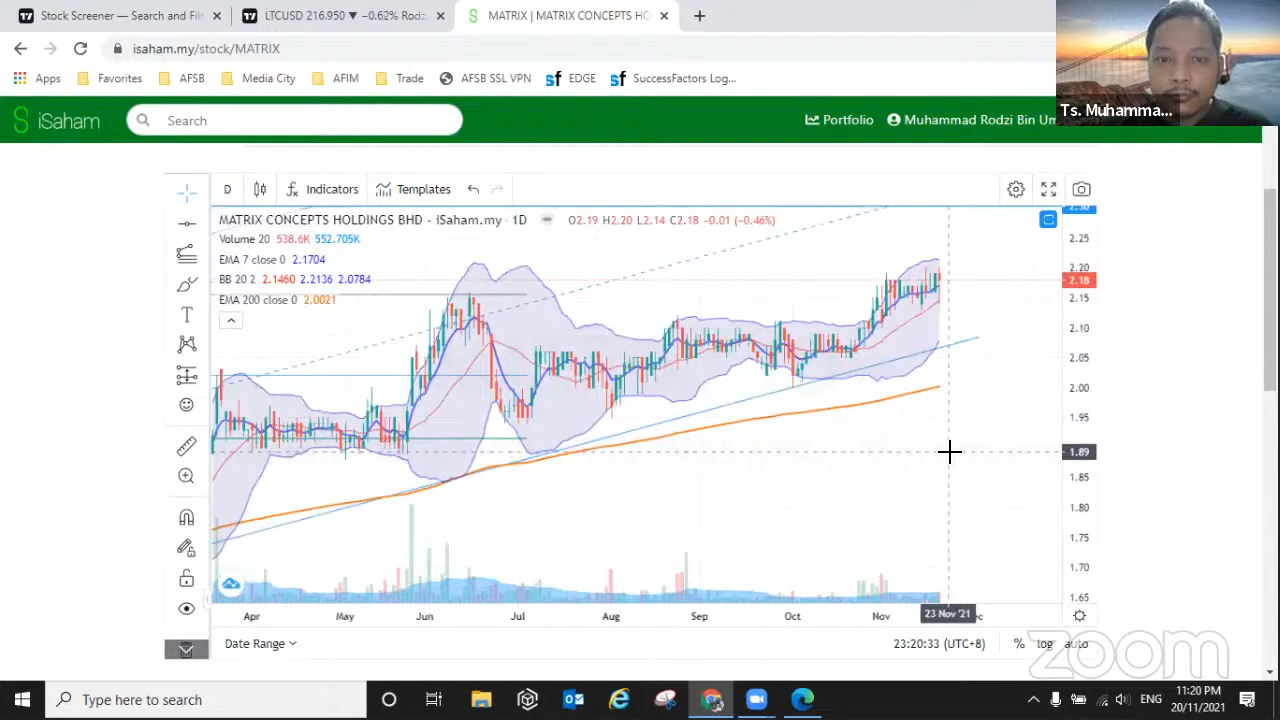 Stock Screener — Search and Filt
LTCUSD 216.950 ▼ −0.62% Rodz
MATRIX | MATRIX CONCEPTS HO
isaham.my/stock/MATRIX
Apps Favorites AFSB Media City AFIM Trade AFSB SSL VPN EDGE SuccessFactors Log...
Ts. Muhamma...
iSaham Search Portfolio Muhammad Rodzi Bin Um
D Indicators Templates
MATRIX CONCEPTS HOLDINGS BHD - iSaham.my · 1D O2.19 H2.20 L2.14 C2.18 -0.01 (-0.46%)
Volume 20 538.6K 552.705K
EMA 7 close 0 2.1704
BB 20 2 2.1460 2.2136 2.0784
EMA 200 close 0 2.0021
2.30
2.25
2.20
2.18
2.15
2.10
2.05
2.00
1.95
1.89
1.85
1.80
1.75
1.70
1.65
Apr May Jun Jul Aug Sep Oct Nov 23 Nov '21
Date Range 23:20:33 (UTC+8) % log auto
zoom
Type here to search
ENG
11:20 PM
20/11/2021